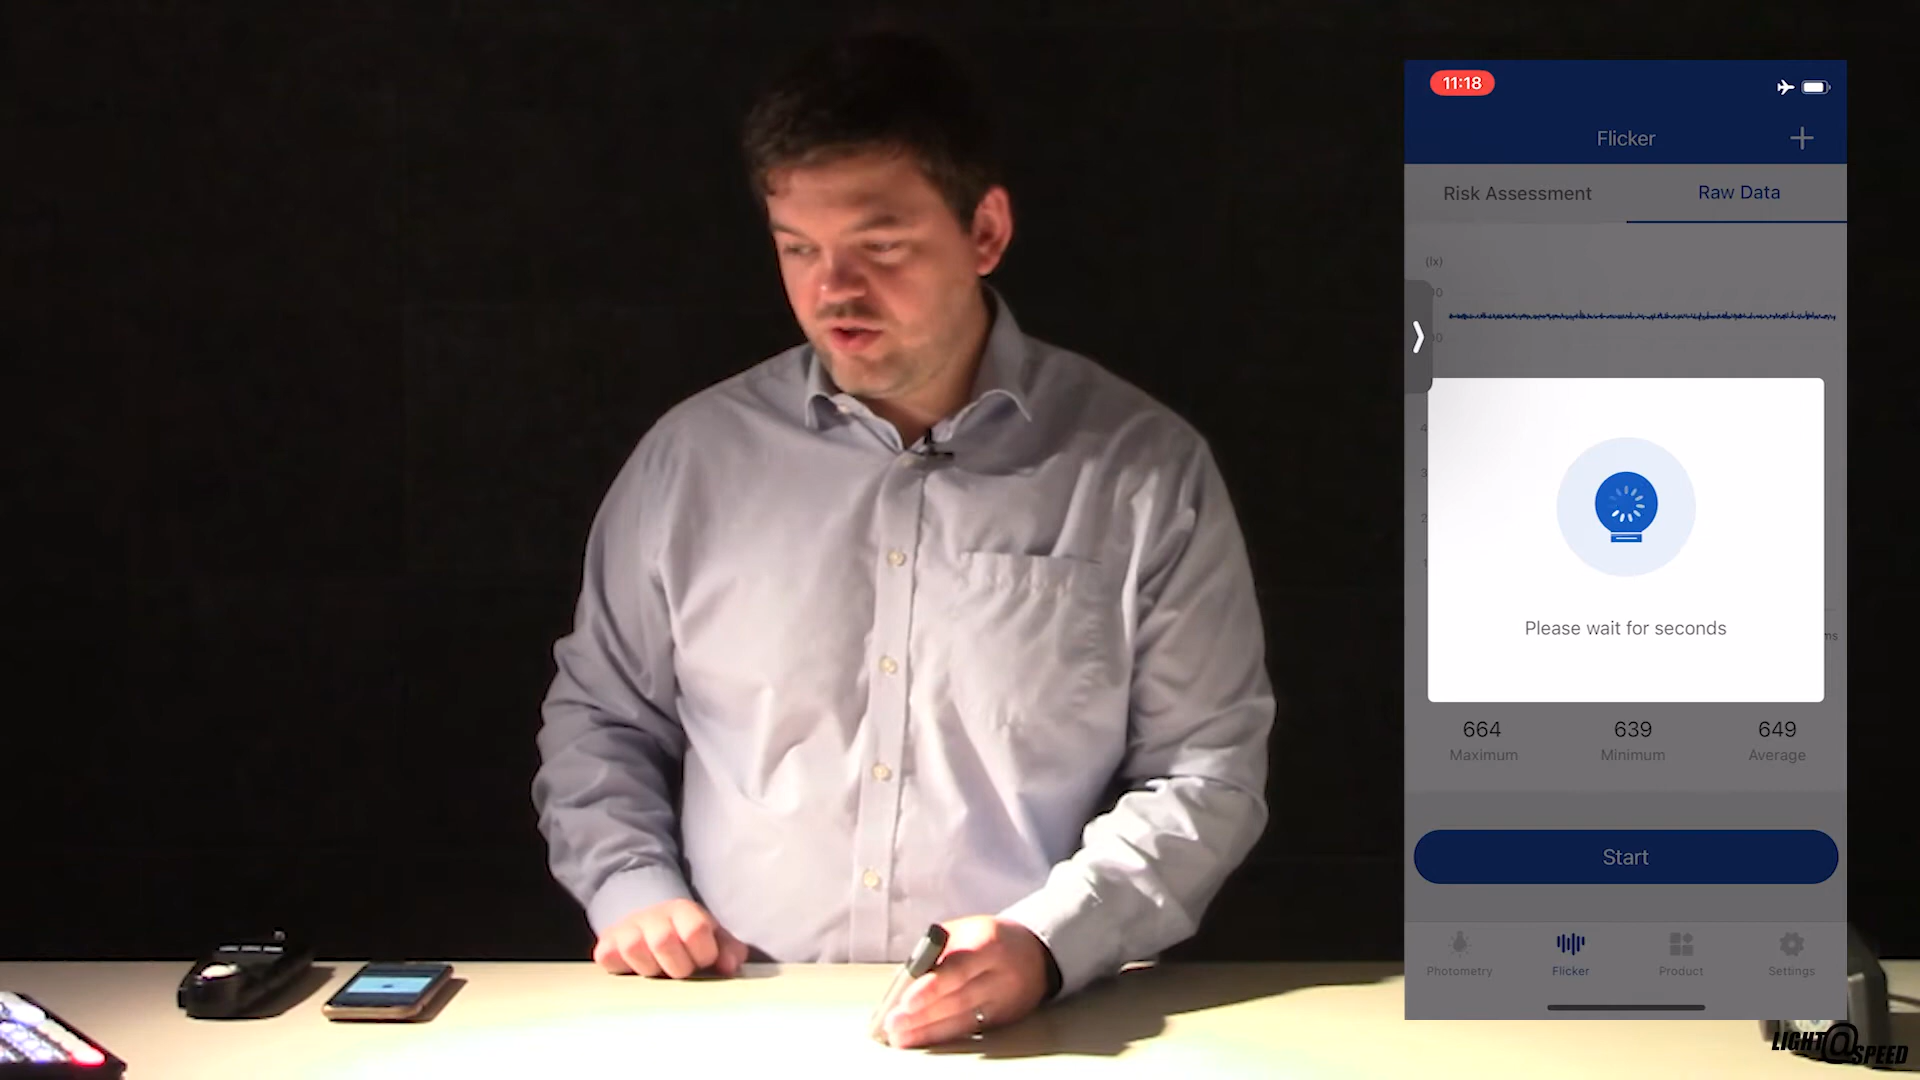 11:18
Flicker
Risk Assessment
Raw Data
(lx)
Please wait for seconds
ms
664
639
649
Maximum
Minimum
Average
Start
Photometry
Flicker
Product
Settings
LIGHT@SPEED